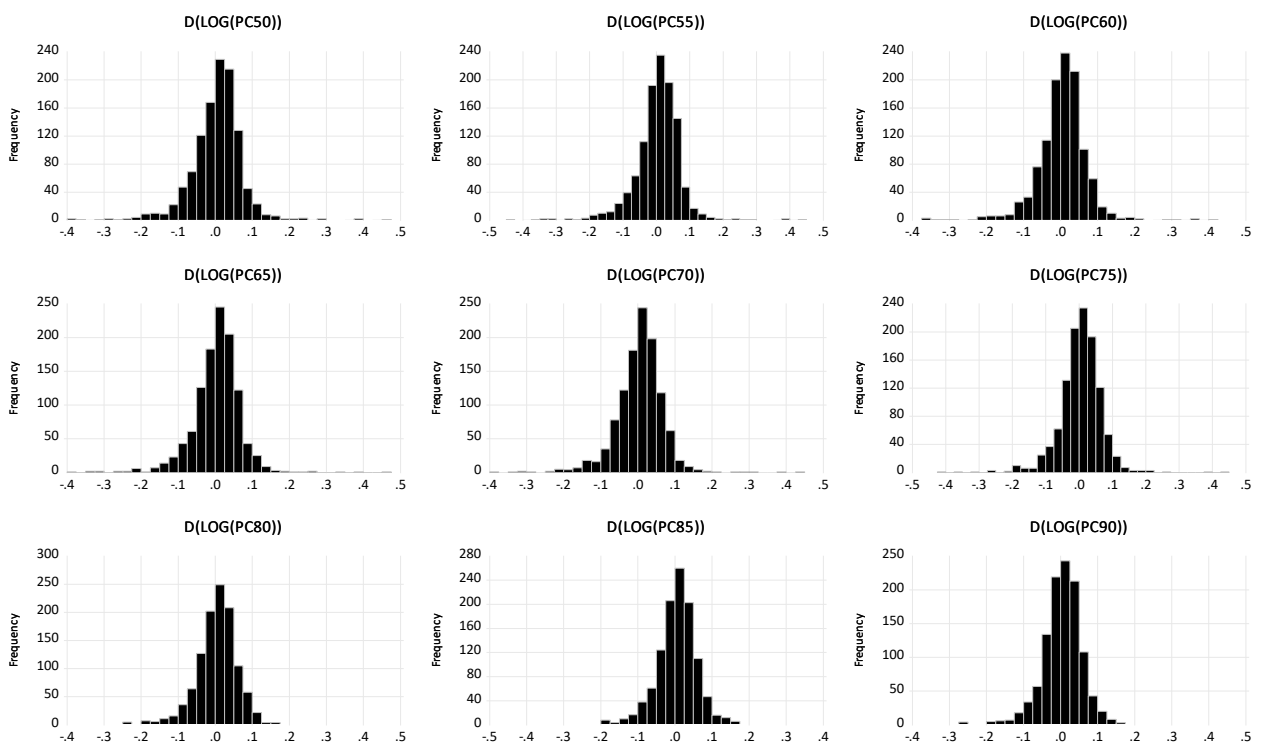 D(LOG(PC50)) D(LOG(PC55)) D(LOG(PC60))
Frequency Frequency Frequency
240 240 240
200 200 200
160 160 160
120 120 120
80 80 80
40 40 40
0 0 0
-.4 -.3 -.2 -.1 .0 .1 .2 .3 .4 .5 -.5 -.4 -.3 -.2 -.1 .0 .1 .2 .3 .4 .5 -.4 -.3 -.2 -.1 .0 .1 .2 .3 .4 .5
D(LOG(PC65)) D(LOG(PC70)) D(LOG(PC75))
Frequency Frequency Frequency
250 250 240
200 200 200
150 150 160
100 100 120
50 50 80
0 0 40
0
-.4 -.3 -.2 -.1 .0 .1 .2 .3 .4 .5 -.4 -.3 -.2 -.1 .0 .1 .2 .3 .4 .5 -.5 -.4 -.3 -.2 -.1 .0 .1 .2 .3 .4 .5
D(LOG(PC80)) D(LOG(PC85)) D(LOG(PC90))
Frequency Frequency Frequency
300 280 250
250 240 200
200 200 150
150 160 100
100 120 50
50 80 0
0 40
0
-.4 -.3 -.2 -.1 .0 .1 .2 .3 .4 .5 -.5 -.4 -.3 -.2 -.1 .0 .1 .2 .3 .4 -.4 -.3 -.2 -.1 .0 .1 .2 .3 .4 .5